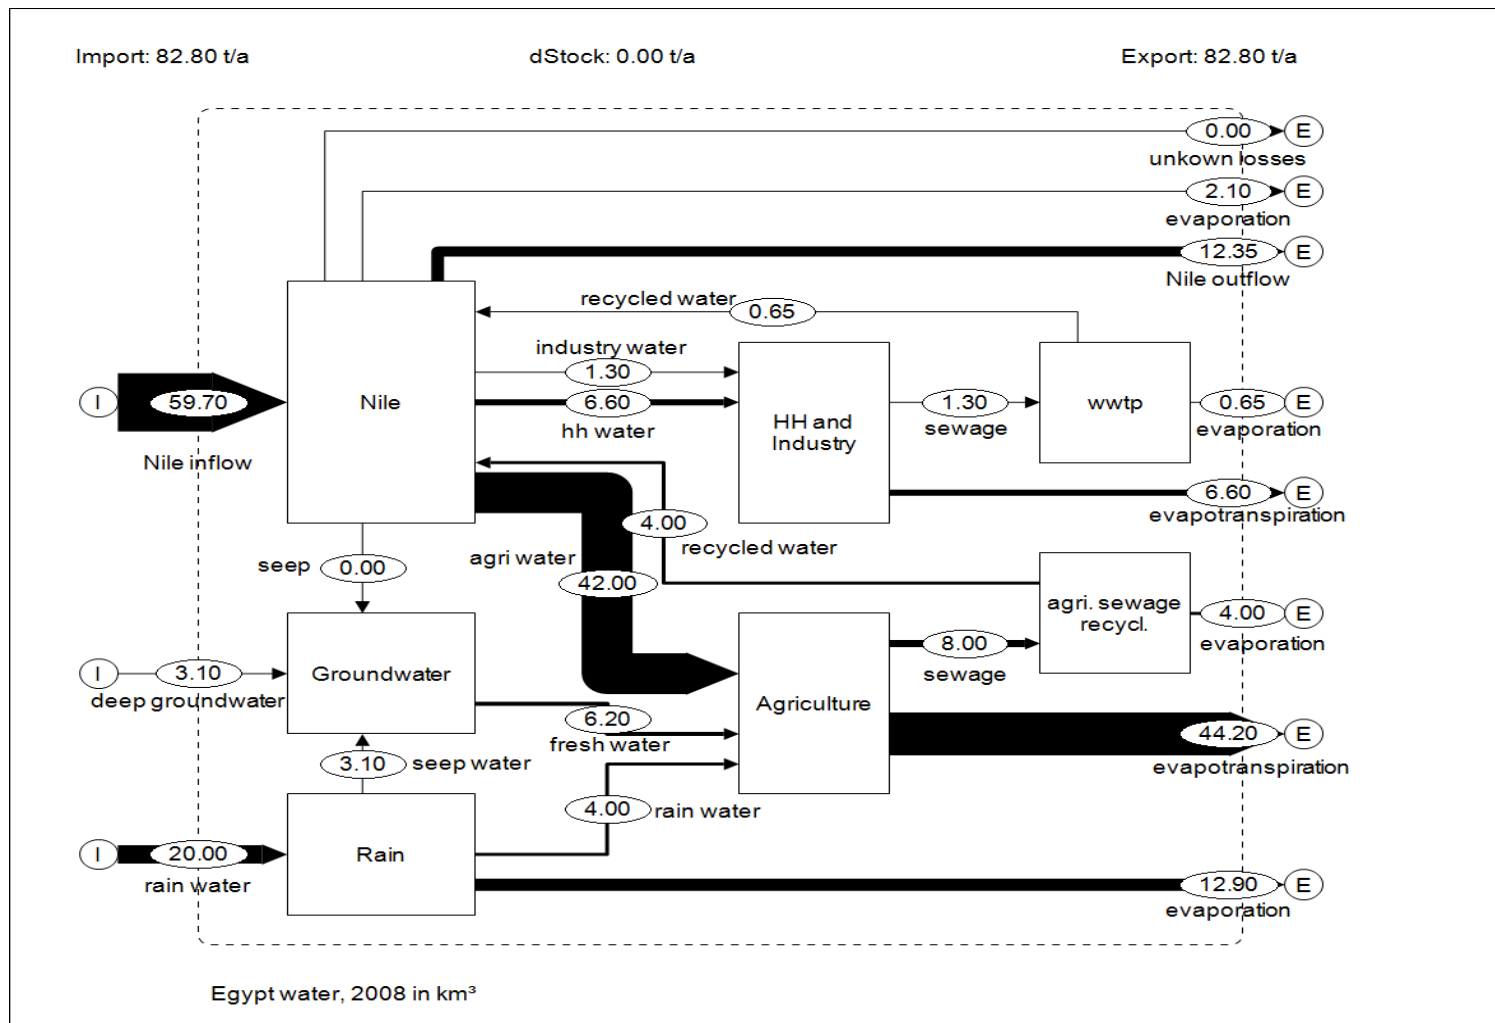 Import: 82.80 t/a
dStock: 0.00 t/a
Export: 82.80 t/a
0.00
E
unkown losses
2.10
E
evaporation
12.35
E
Nile outflow
recycled water
0.65
industry water
1.30
I
59.70
Nile
6.60
hh water
HH and
Industry
1.30
sewage
wwtp
0.65
E
evaporation
Nile inflow
6.60
E
evapotranspiration
4.00
recycled water
seep
0.00
agri water
42.00
agri. sewage
recycl.
4.00
E
evaporation
I
3.10
deep groundwater
Groundwater
8.00
sewage
Agriculture
6.20
fresh water
44.20
E
evapotranspiration
3.10
seep water
4.00
rain water
I
20.00
rain water
Rain
12.90
E
evaporation
Egypt water, 2008 in km³